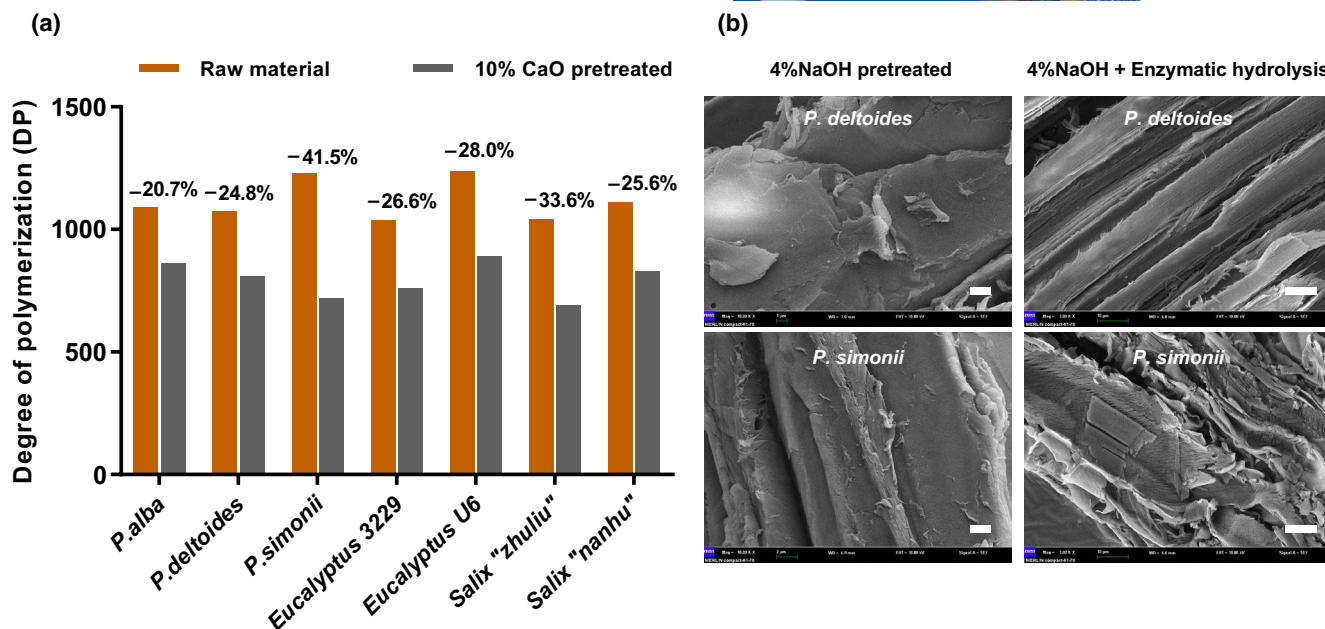 (a)
Raw material
10% CaO pretreated
Degree of polymerization (DP)
1500
1000
500
0
−20.7%
−24.8%
−41.5%
−26.6%
−28.0%
−33.6%
−25.6%
P.alba
P.deltoides
P.simonii
Eucalyptus 3229
Eucalyptus U6
Salix "zhuliu"
Salix "nanhu"
(b)
4%NaOH pretreated
4%NaOH + Enzymatic hydrolysis
P. deltoides
P. deltoides
P. simonii
P. simonii